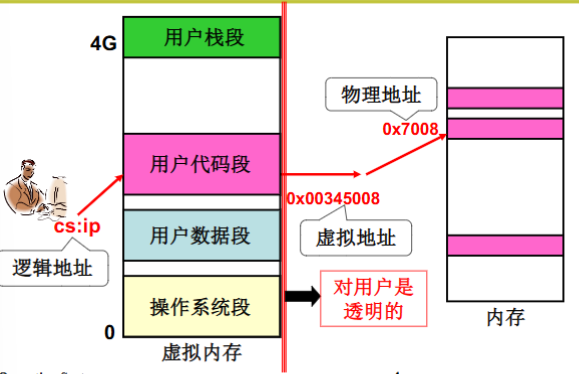 4G
用户栈段
物理地址
0x7008
用户代码段
0x00345008
cs:ip
逻辑地址
用户数据段
虚拟地址
操作系统段
对用户是
透明的
0
虚拟内存
内存